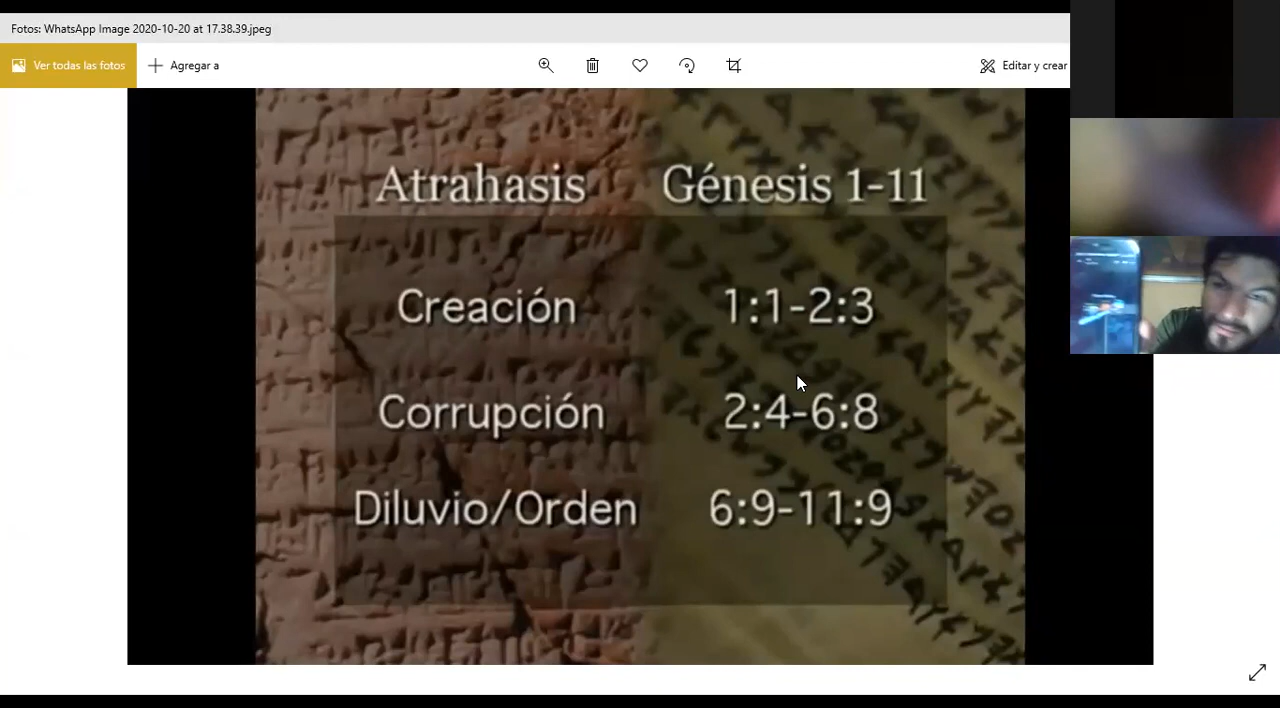 Fotos: WhatsApp Image 2020-10-20 at 17.38.39.jpeg
Ver todas las fotos
Agregar a
Editar y crear
Atrahasis Génesis 1-11
Creación 1:1-2:3
Corrupción 2:4-6:8
Diluvio/Orden 6:9-11:9